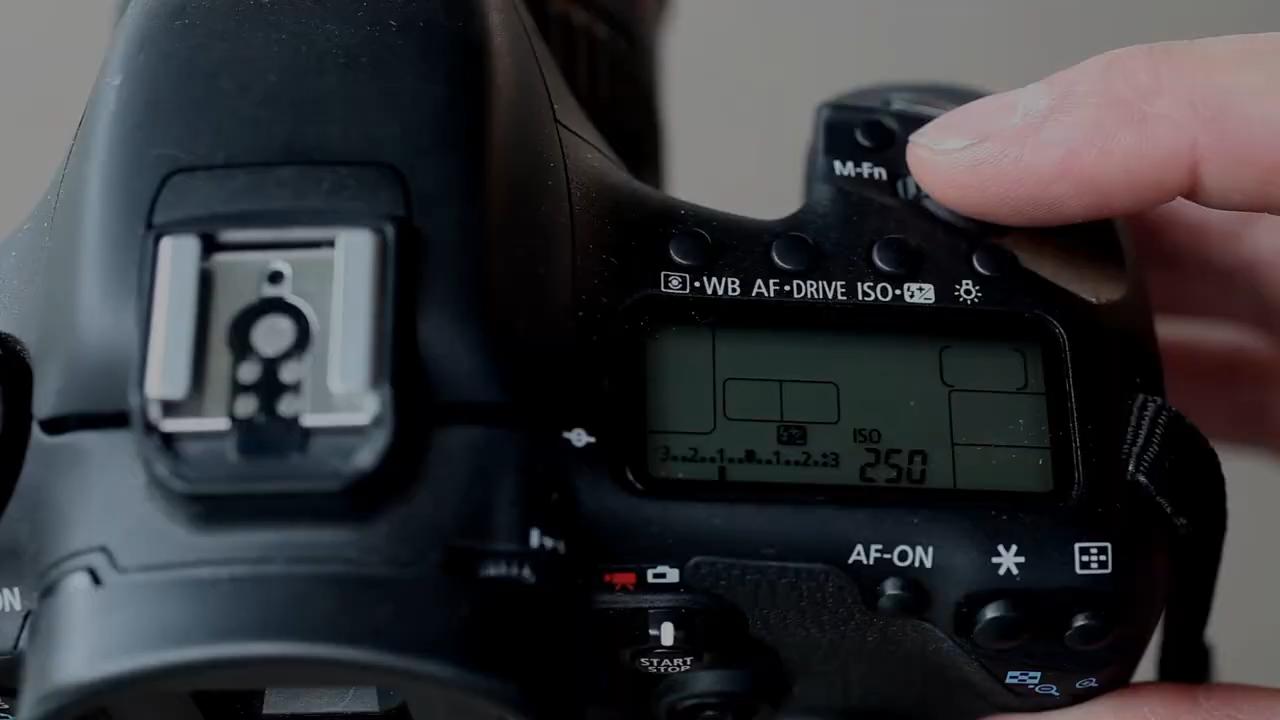 M-Fn
WB AF•DRIVE ISO•
ISO
3..2..1..0..1..2..3
250
AF-ON
ON
START
STOP